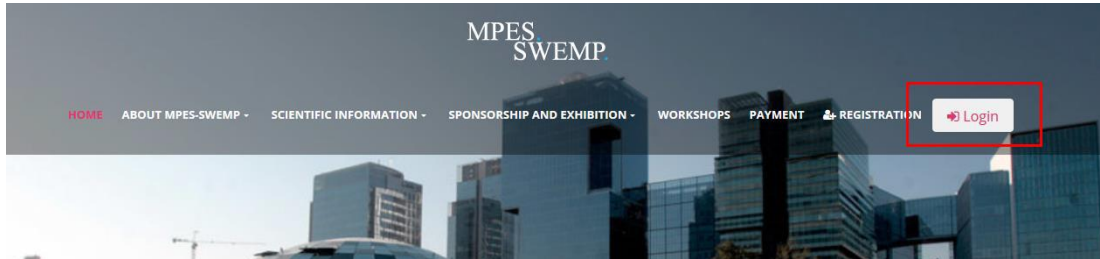 MPES.
SWEMP.
HOME ABOUT MPES-SWEMP SCIENTIFIC INFORMATION SPONSORSHIP AND EXHIBITION WORKSHOPS PAYMENT REGISTRATION Login